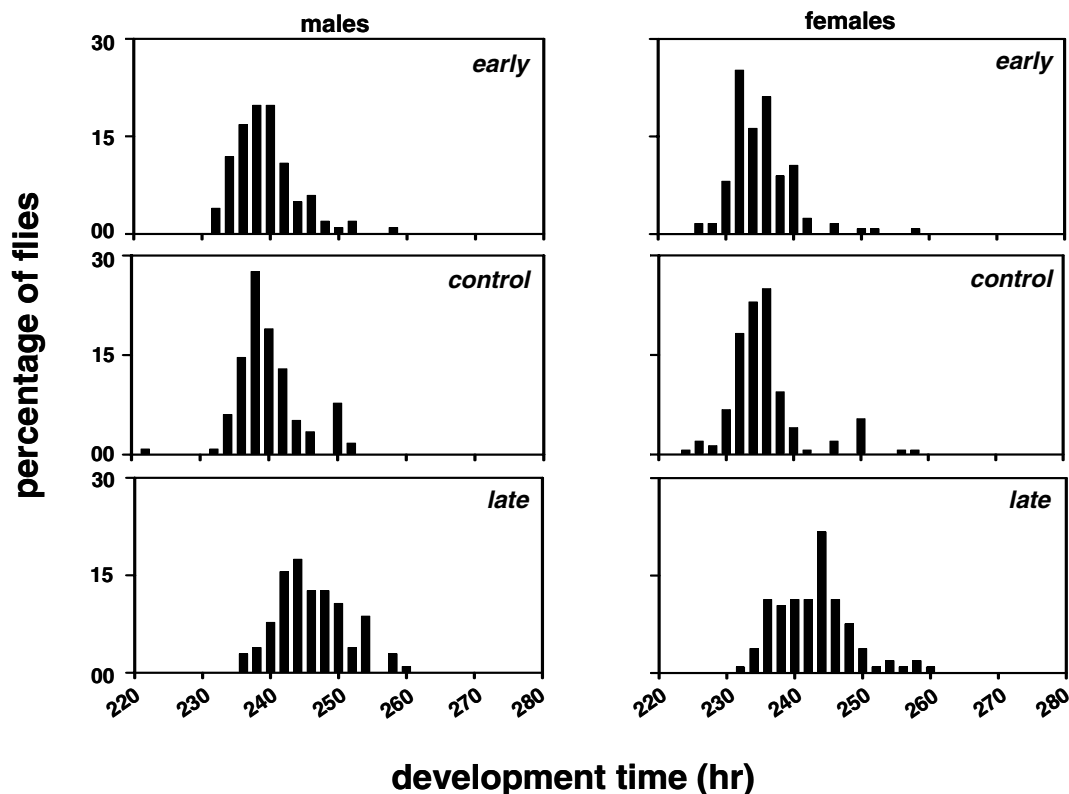 males
females
30
15
00
early
early
30
15
00
control
control
30
15
00
late
late
220 230 240 250 260 270 280
220 230 240 250 260 270 280
percentage of flies
development time (hr)